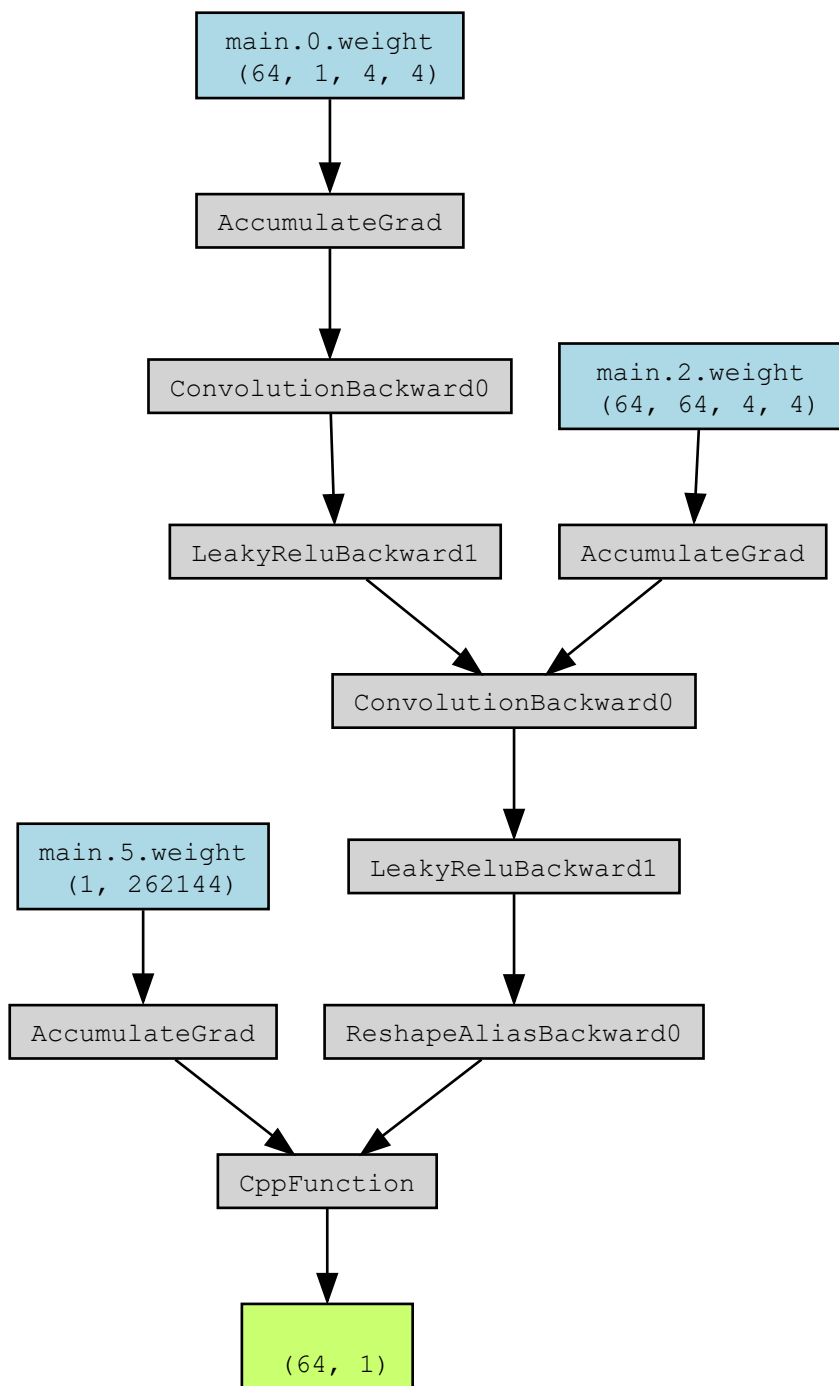 main.0.weight
(64, 1, 4, 4)
AccumulateGrad
ConvolutionBackward0
main.2.weight
(64, 64, 4, 4)
LeakyReluBackward1
AccumulateGrad
ConvolutionBackward0
main.5.weight
(1, 262144)
LeakyReluBackward1
AccumulateGrad
ReshapeAliasBackward0
CppFunction
(64, 1)